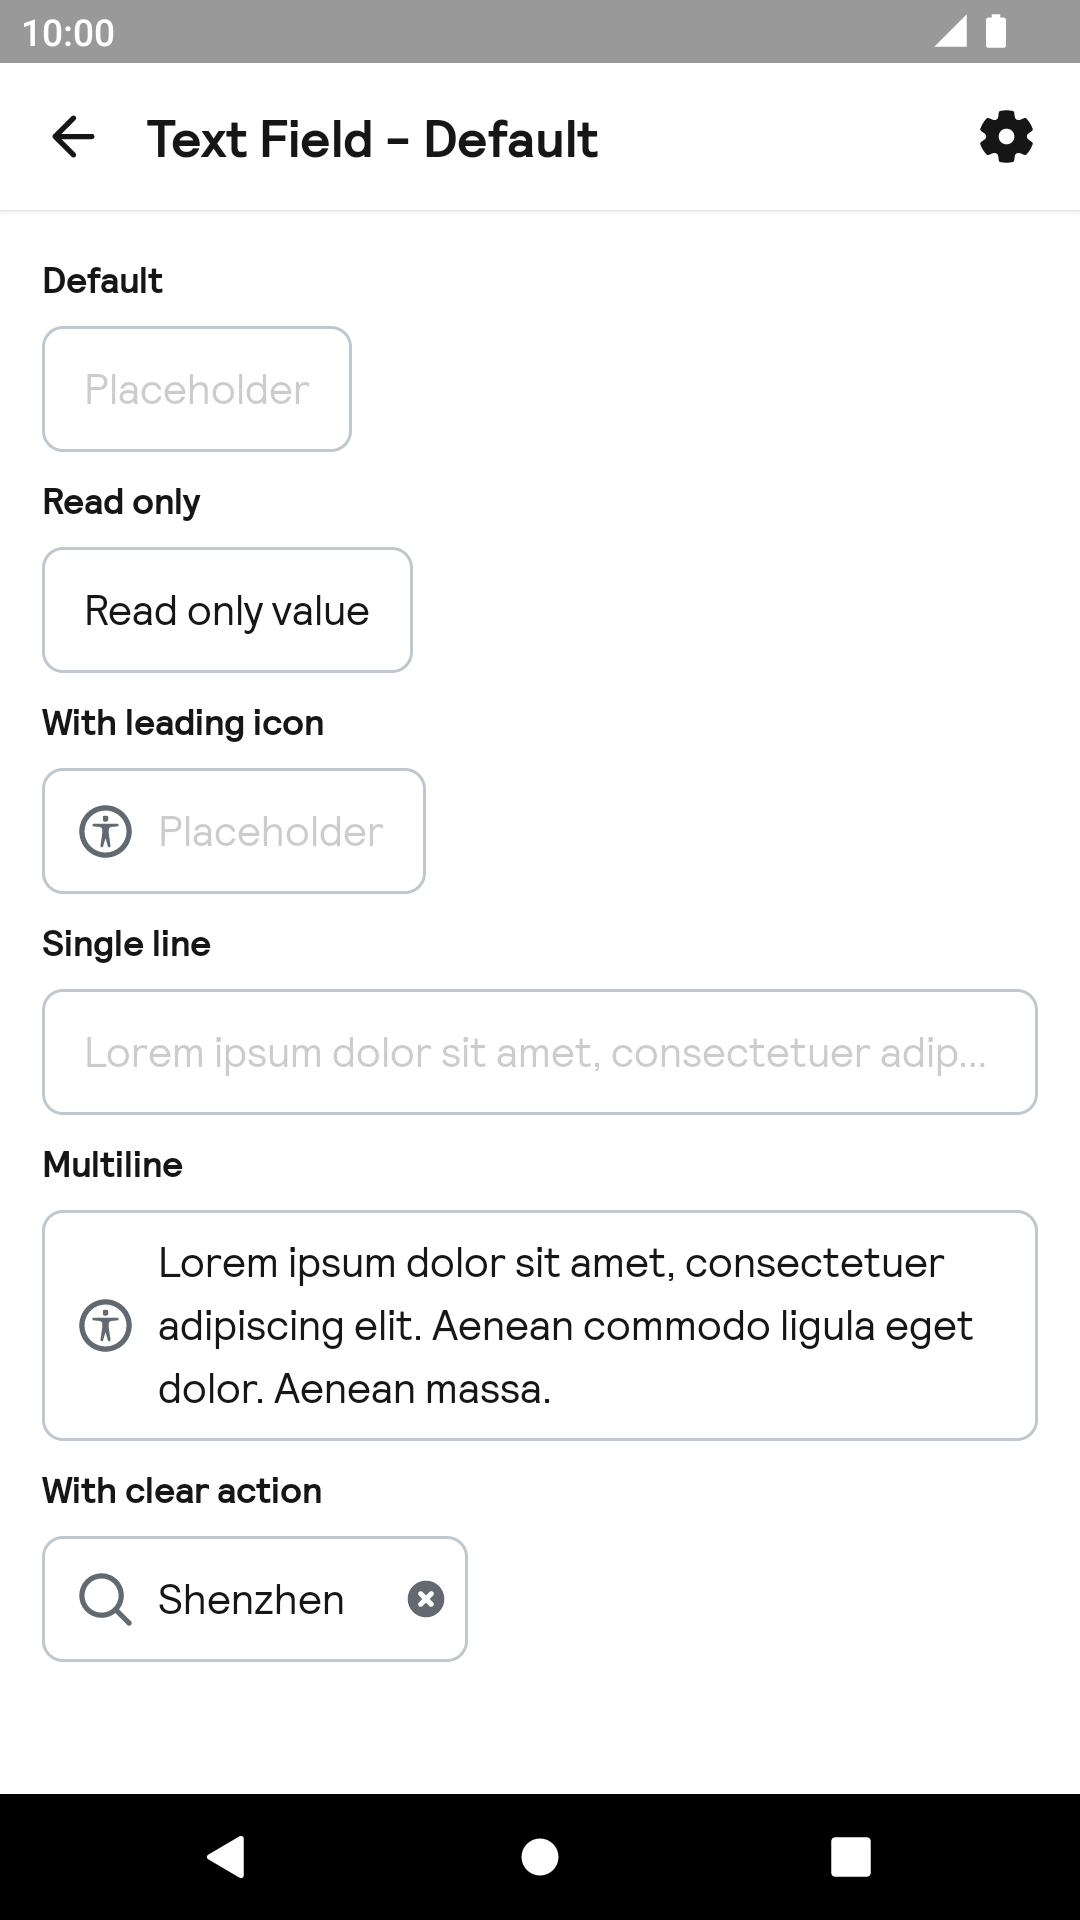 10:00
Text Field - Default
Default
Placeholder
Read only
Read only value
With leading icon
Placeholder
Single line
Lorem ipsum dolor sit amet, consectetuer adip...
Multiline
Lorem ipsum dolor sit amet, consectetuer
adipiscing elit. Aenean commodo ligula eget
dolor. Aenean massa.
With clear action
Shenzhen